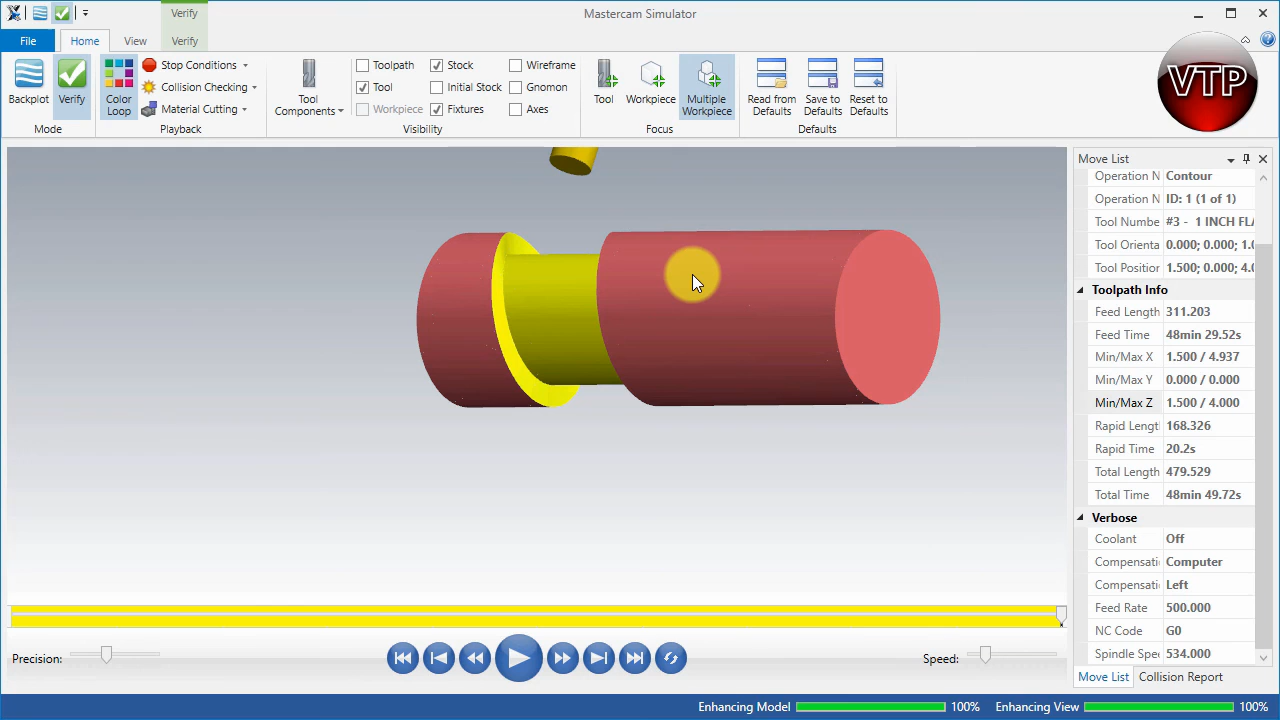 Verify
Mastercam Simulator
File
Home
View
Verify
VTP
Backplot
Verify
Mode
Color Loop
Stop Conditions
Collision Checking
Material Cutting
Playback
Tool Components
Toolpath
Tool
Workpiece
Stock
Initial Stock
Fixtures
Wireframe
Gnomon
Axes
Visibility
Tool
Workpiece
Multiple Workpiece
Focus
Read from Defaults
Save to Defaults
Reset to Defaults
Defaults
Move List
Operation N Contour
Operation N ID: 1 (1 of 1)
Tool Numbe #3 - 1 INCH FLA
Tool Orienta 0.000; 0.000; 1.0
Tool Position 1.500; 0.000; 4.0
Toolpath Info
Feed Length 311.203
Feed Time 48min 29.52s
Min/Max X 1.500 / 4.937
Min/Max Y 0.000 / 0.000
Min/Max Z 1.500 / 4.000
Rapid Lengt 168.326
Rapid Time 20.2s
Total Length 479.529
Total Time 48min 49.72s
Verbose
Coolant Off
Compensati Computer
Compensati Left
Feed Rate 500.000
NC Code G0
Spindle Spee 534.000
Move List
Collision Report
Precision:
Speed:
Enhancing Model 100%
Enhancing View 100%